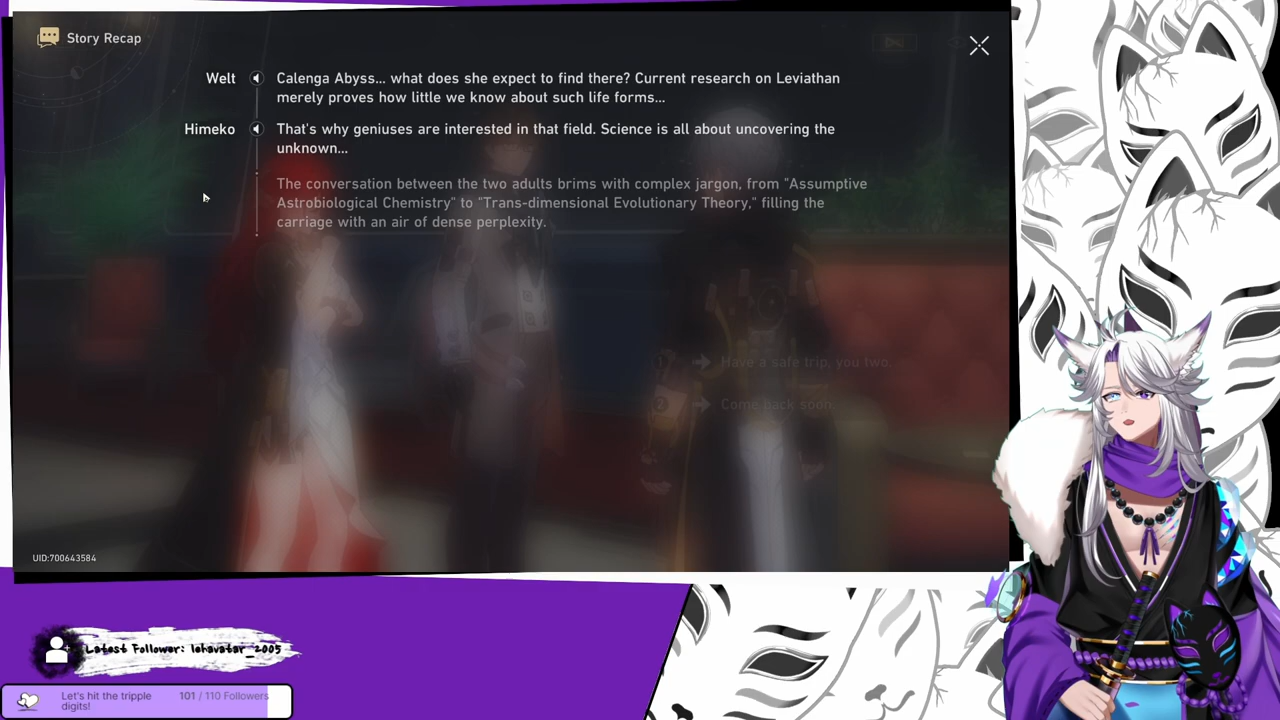 Story Recap
Welt
Calenga Abyss... what does she expect to find there? Current research on Leviathan
merely proves how little we know about such life forms...
Himeko
That's why geniuses are interested in that field. Science is all about uncovering the
unknown...
The conversation between the two adults brims with complex jargon, from "Assumptive
Astrobiological Chemistry" to "Trans-dimensional Evolutionary Theory," filling the
carriage with an air of dense perplexity.
1 Have a safe trip, you two.
2 Come back soon
UID:700643584
Latest Follower: lehavatar_2005
Let's hit the tripple
digits!
101 / 110 Followers